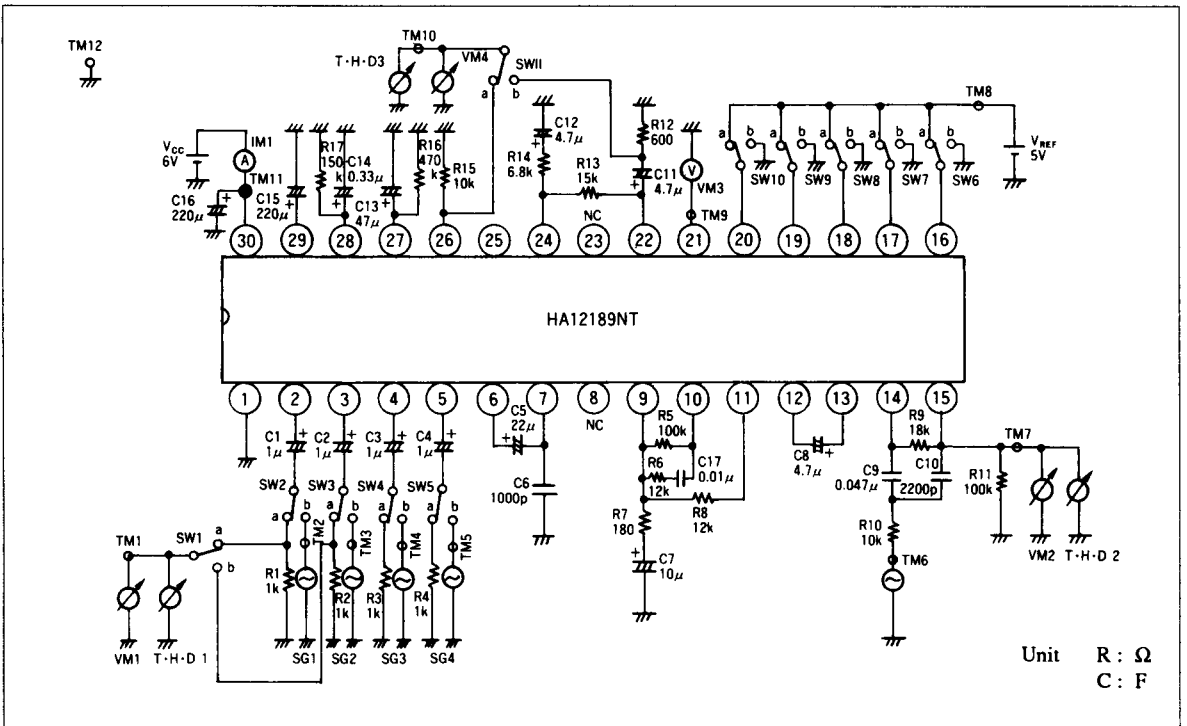 TM12
TM10
T·H·D3
VM4
SW11
a b
TM8
VCC
6V
IM1
A
TM11
C16
220μ
C15
220μ
R17
150
k
C14
0.33μ
C13
47μ
R16
470
k
R15
10k
C12
4.7μ
R14
6.8k
R13
15k
NC
R12
600
C11
4.7μ
V
VM3
TM9
a b SW10
a b SW9
a b SW8
a b SW7
a b SW6
VREF
5V
30 29 28 27 26 25 24 23 22 21 20 19 18 17 16
HA12189NT
1 2 3 4 5 6 7 8 9 10 11 12 13 14 15
NC
C1
1μ
C2
1μ
C3
1μ
C4
1μ
C5
22μ
C6
1000p
R5
100k
R6
12k
C17
0.01μ
R7
180
R8
12k
C7
10μ
C8
4.7μ
R9
18k
C9
0.047μ
C10
2200p
R10
10k
TM6
TM7
R11
100k
VM2 T·H·D 2
SW2 SW3 SW4 SW5
a b a b a b a b
TM2 TM3 TM4 TM5
TM1
SW1
a
b
R1
1k
R2
1k
R3
1k
R4
1k
VM1 T·H·D 1
SG1 SG2 SG3 SG4
Unit R : Ω
C : F